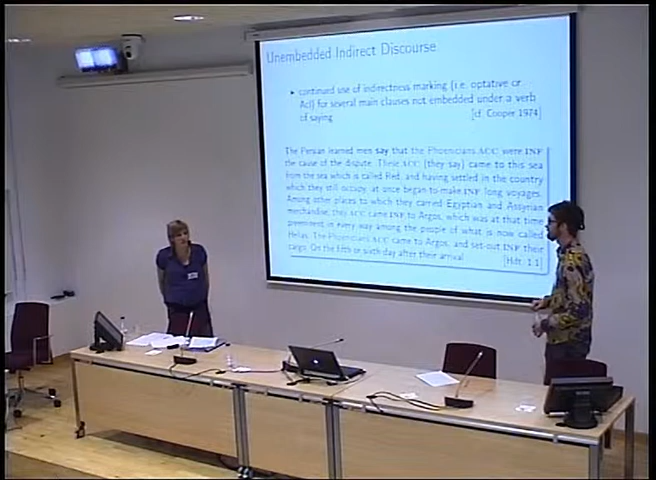 Unembedded Indirect Discourse
▸ continued use of indirectness marking (i.e. optative or
AcI) for several main clauses not embedded under a verb
of saying [cf. Cooper 1974]
The Persian learned men say that the Phoenicians.ACC were.INF
the cause of the dispute. These.ACC (they say) came to this sea
from the sea which is called Red, and having settled in the country
which they still occupy, at once began to make.INF long voyages.
Among other places to which they carried Egyptian and Assyrian
merchandise, they.ACC came.INF to Argos, which was at that time
preeminent in every way among the people of what is now called
Hellas. The Phoenicians.ACC came to Argos, and set-out.INF their
cargo. On the fifth or sixth day after their arrival [Hdt. 1.1]